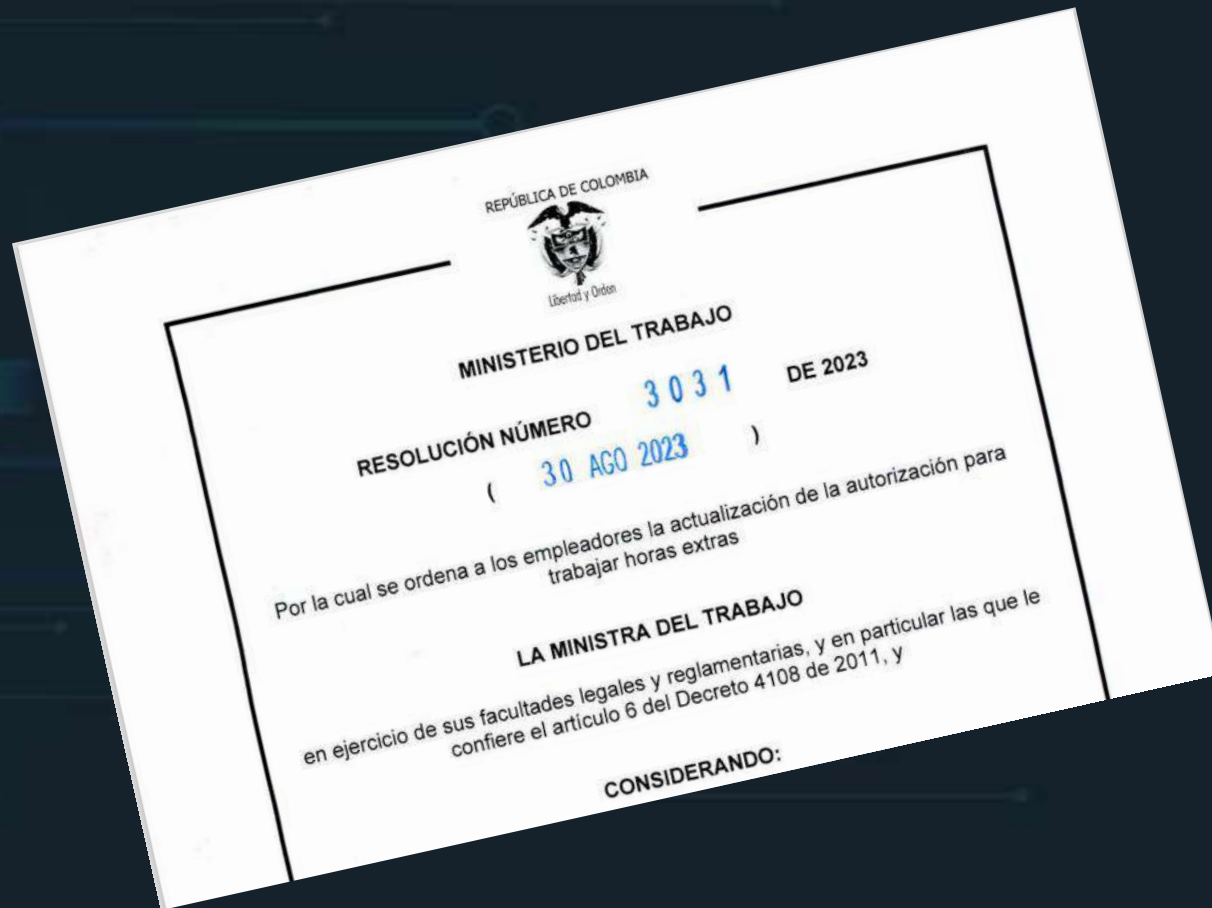 REPÚBLICA DE COLOMBIA
Libertad y Orden
MINISTERIO DEL TRABAJO
RESOLUCIÓN NÚMERO 3031 DE 2023
( 30 AGO 2023 )
Por la cual se ordena a los empleadores la actualización de la autorización para
trabajar horas extras
LA MINISTRA DEL TRABAJO
en ejercicio de sus facultades legales y reglamentarias, y en particular las que le
confiere el artículo 6 del Decreto 4108 de 2011, y
CONSIDERANDO: